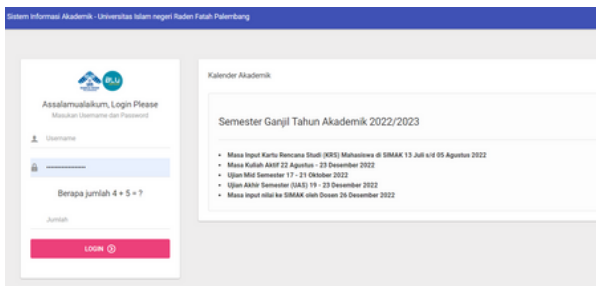 Sistem Informasi Akademik - Universitas Islam negeri Raden Fatah Palembang
BLU
Assalamualaikum, Login Please
Masukan Username dan Password
Username
Berapa jumlah 4 + 5 = ?
Jumlah
LOGIN
Kalender Akademik
Semester Ganjil Tahun Akademik 2022/2023
Masa Input Kartu Rencana Studi (KRS) Mahasiswa di SIMAK 13 Juli s/d 05 Agustus 2022
Masa Kuliah Aktif 22 Agustus - 23 Desember 2022
Ujian Mid Semester 17 - 21 Oktober 2022
Ujian Akhir Semester (UAS) 19 - 23 Desember 2022
Masa input nilai ke SIMAK oleh Dosen 26 Desember 2022